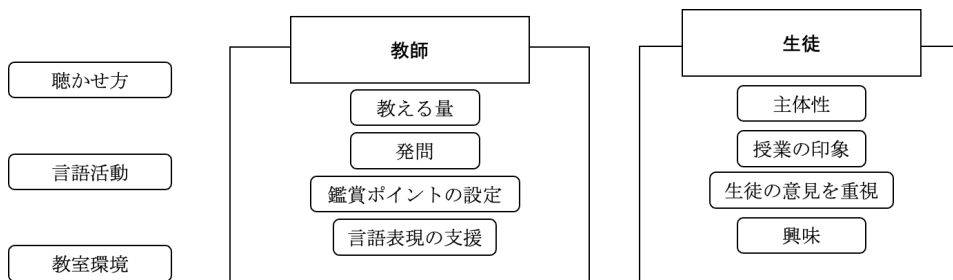 聴かせ方
言語活動
教室環境
教師
教える量
発問
鑑賞ポイントの設定
言語表現の支援
生徒
主体性
授業の印象
生徒の意見を重視
興味